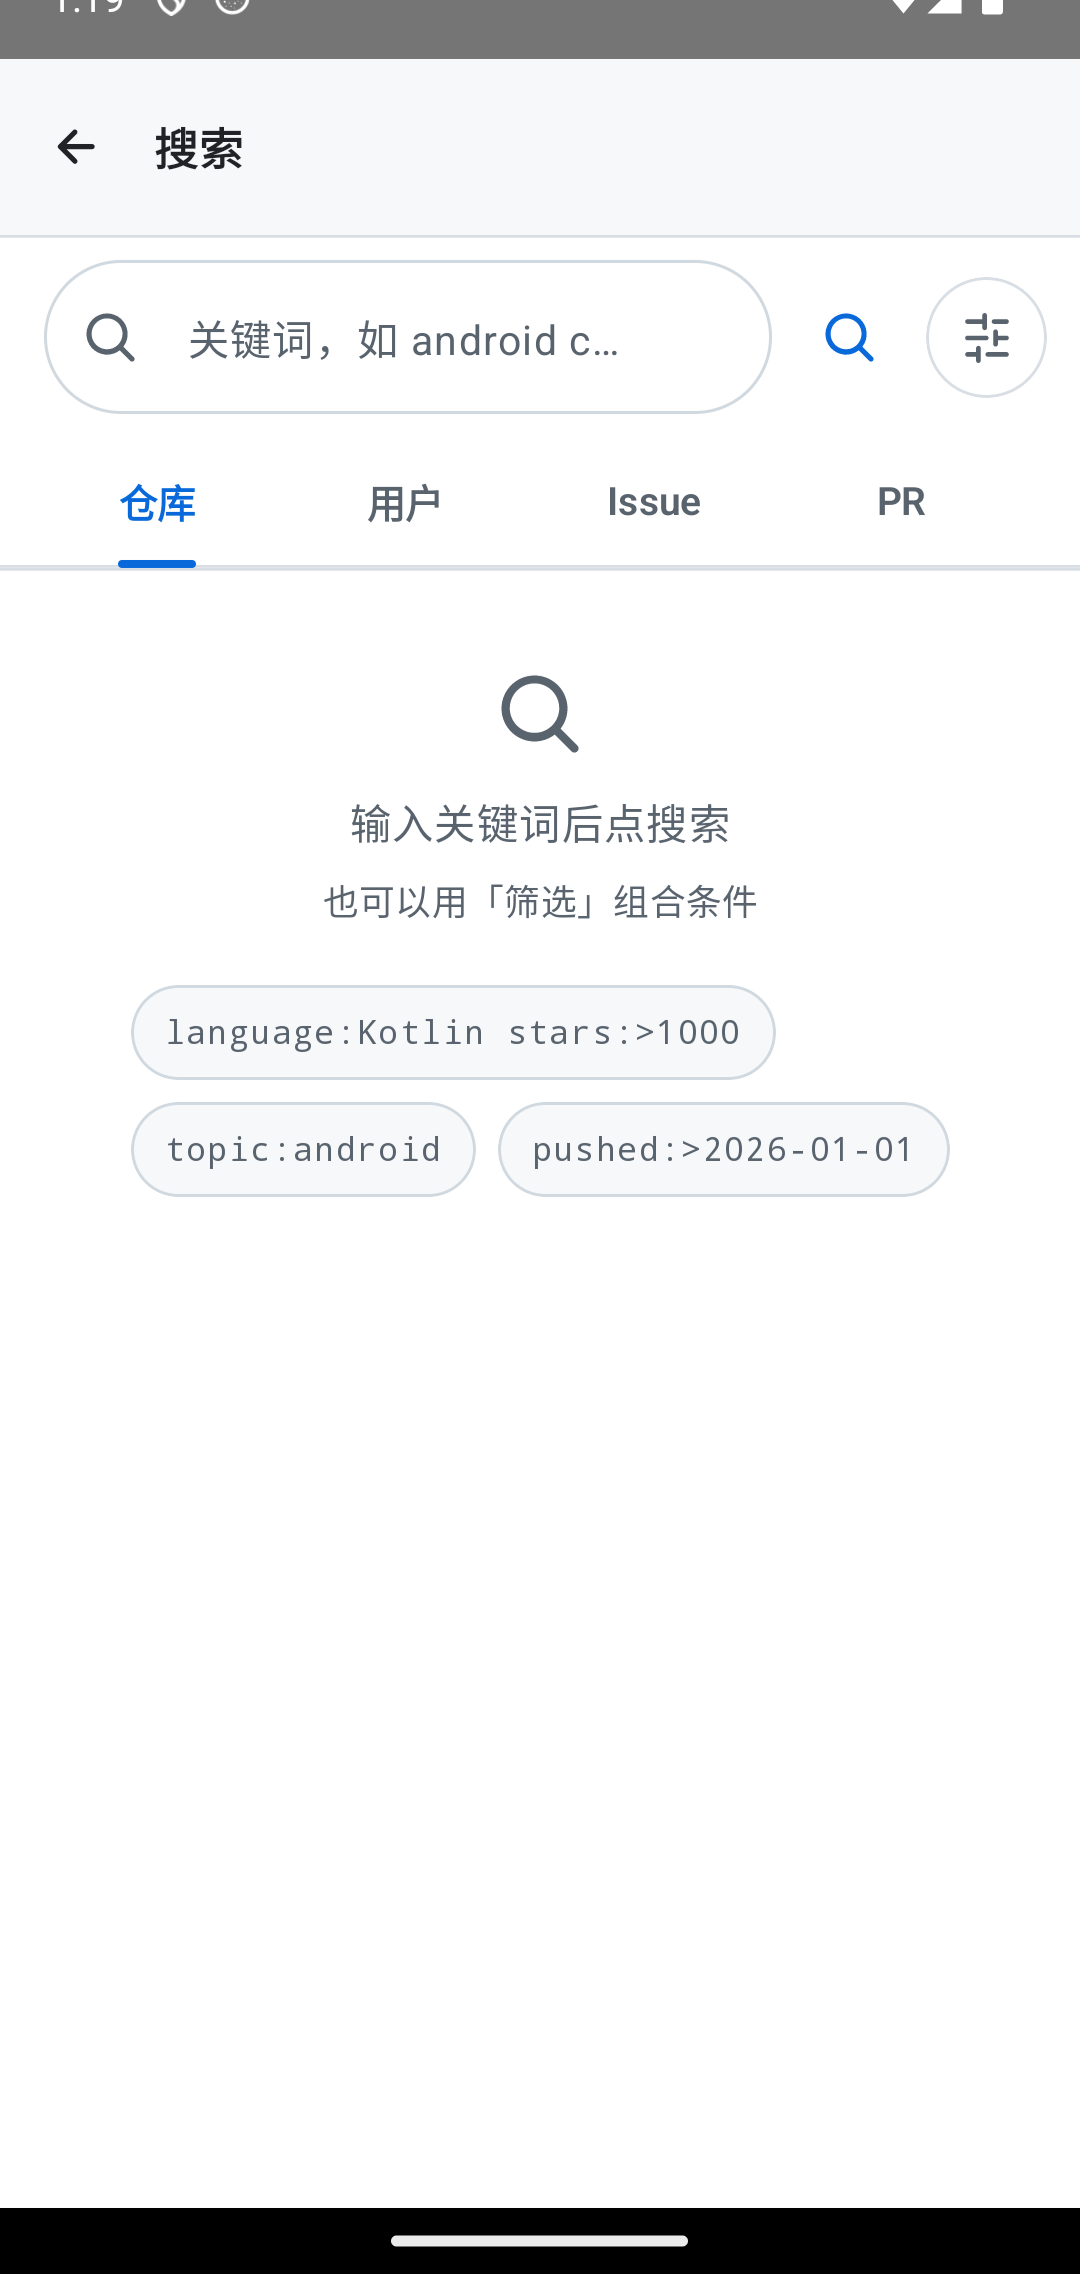 1:19
搜索
关键词，如 android c…
仓库
用户
Issue
PR
输入关键词后点搜索
也可以用「筛选」组合条件
language:Kotlin stars:>1000
topic:android
pushed:>2026-01-01